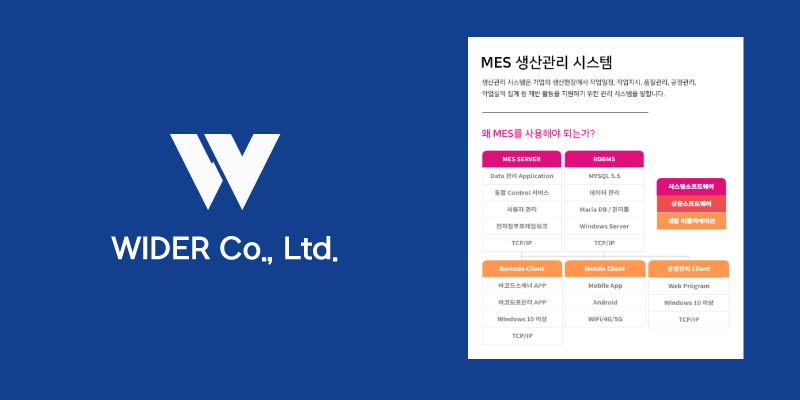 WIDER Co., Ltd.
MES 생산관리 시스템
생산관리 시스템은 기업의 생산현장에서 작업일정, 작업지시, 품질관리, 공정관리,
작업실적 집계 등 제반 활동을 지원하기 위한 관리 시스템을 말합니다.
왜 MES를 사용해야 되는가?
MES SERVER
RDBMS
Data 관리 Application
MYSQL 5.5
통합 Control 서비스
데이터 관리
사용자 관리
Maria DB / 관리툴
전자정부프레임워크
Windows Server
TCP/IP
TCP/IP
시스템소프트웨어
상용소프트웨어
개발 어플리케이션
Barcode Client
Mobile Client
운영관리 Client
바코드스캐너 APP
Mobile App
Web Program
바코드프린터 APP
Android
Windows 10 이상
Windows 10 이상
WIFI/4G/5G
TCP/IP
TCP/IP